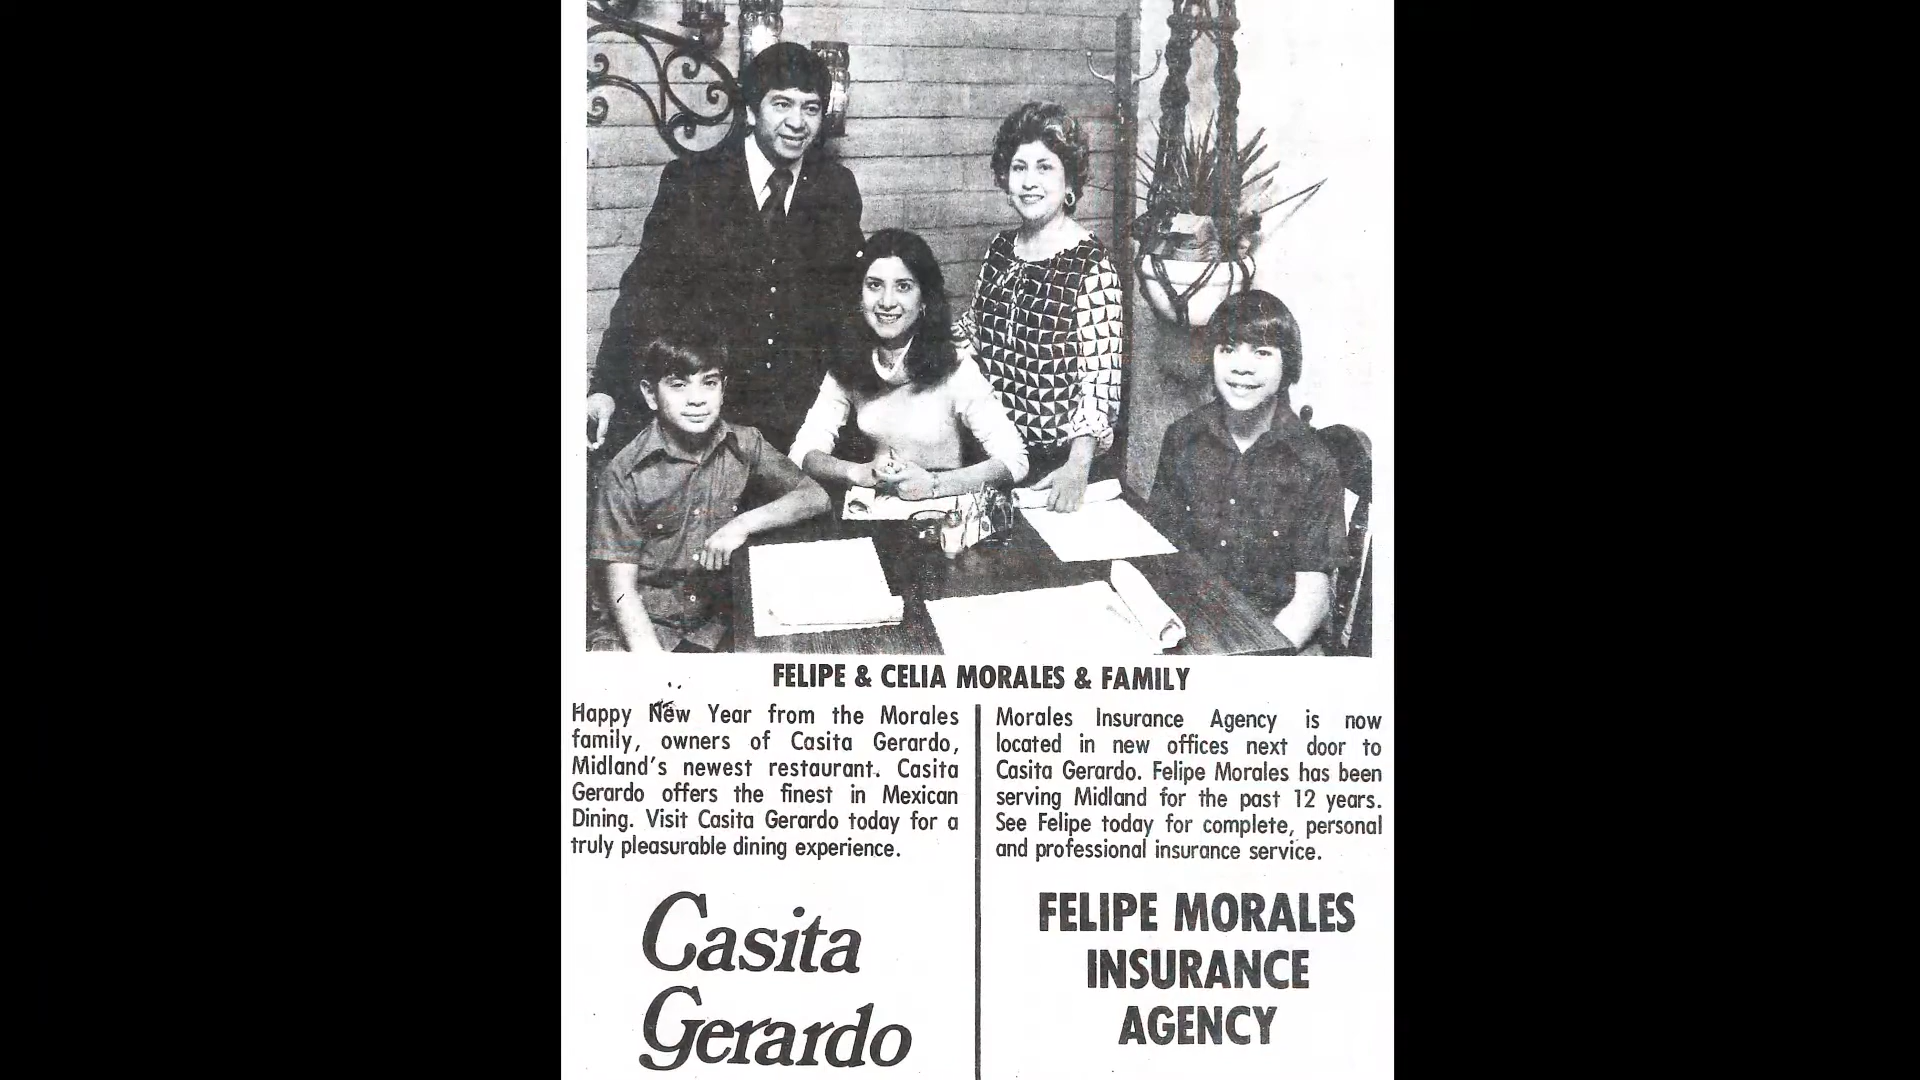 FELIPE & CELIA MORALES & FAMILY
Happy New Year from the Morales
family, owners of Casita Gerardo,
Midland's newest restaurant. Casita
Gerardo offers the finest in Mexican
Dining. Visit Casita Gerardo today for a
truly pleasurable dining experience.
Casita
Gerardo
Morales Insurance Agency is now
located in new offices next door to
Casita Gerardo. Felipe Morales has been
serving Midland for the past 12 years.
See Felipe today for complete, personal
and professional insurance service.
FELIPE MORALES
INSURANCE
AGENCY